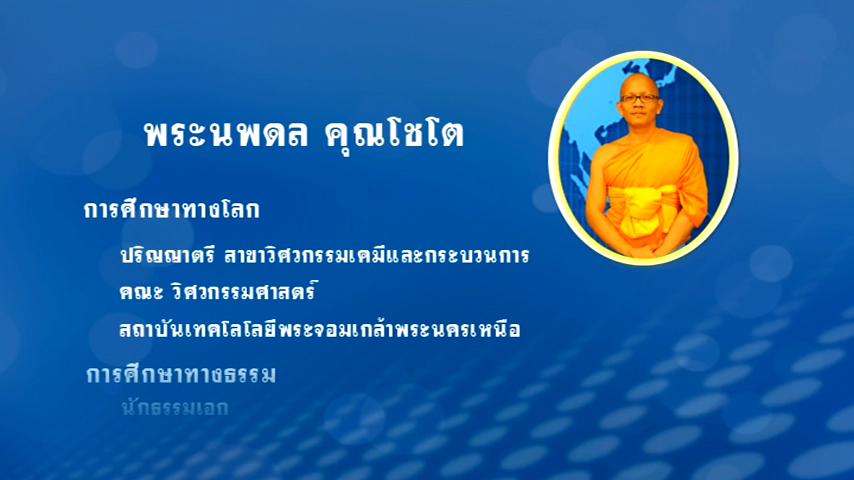 พระนพดล คุณโชโต
การศึกษาทางโลก
ปริญญาตรี สาขาวิศวกรรมเคมีและกระบวนการ
คณะ วิศวกรรมศาสตร์
สถาบันเทคโลโลยีพระจอมเกล้าพระนครเหนือ
การศึกษาทางธรรม
นักธรรมเอก